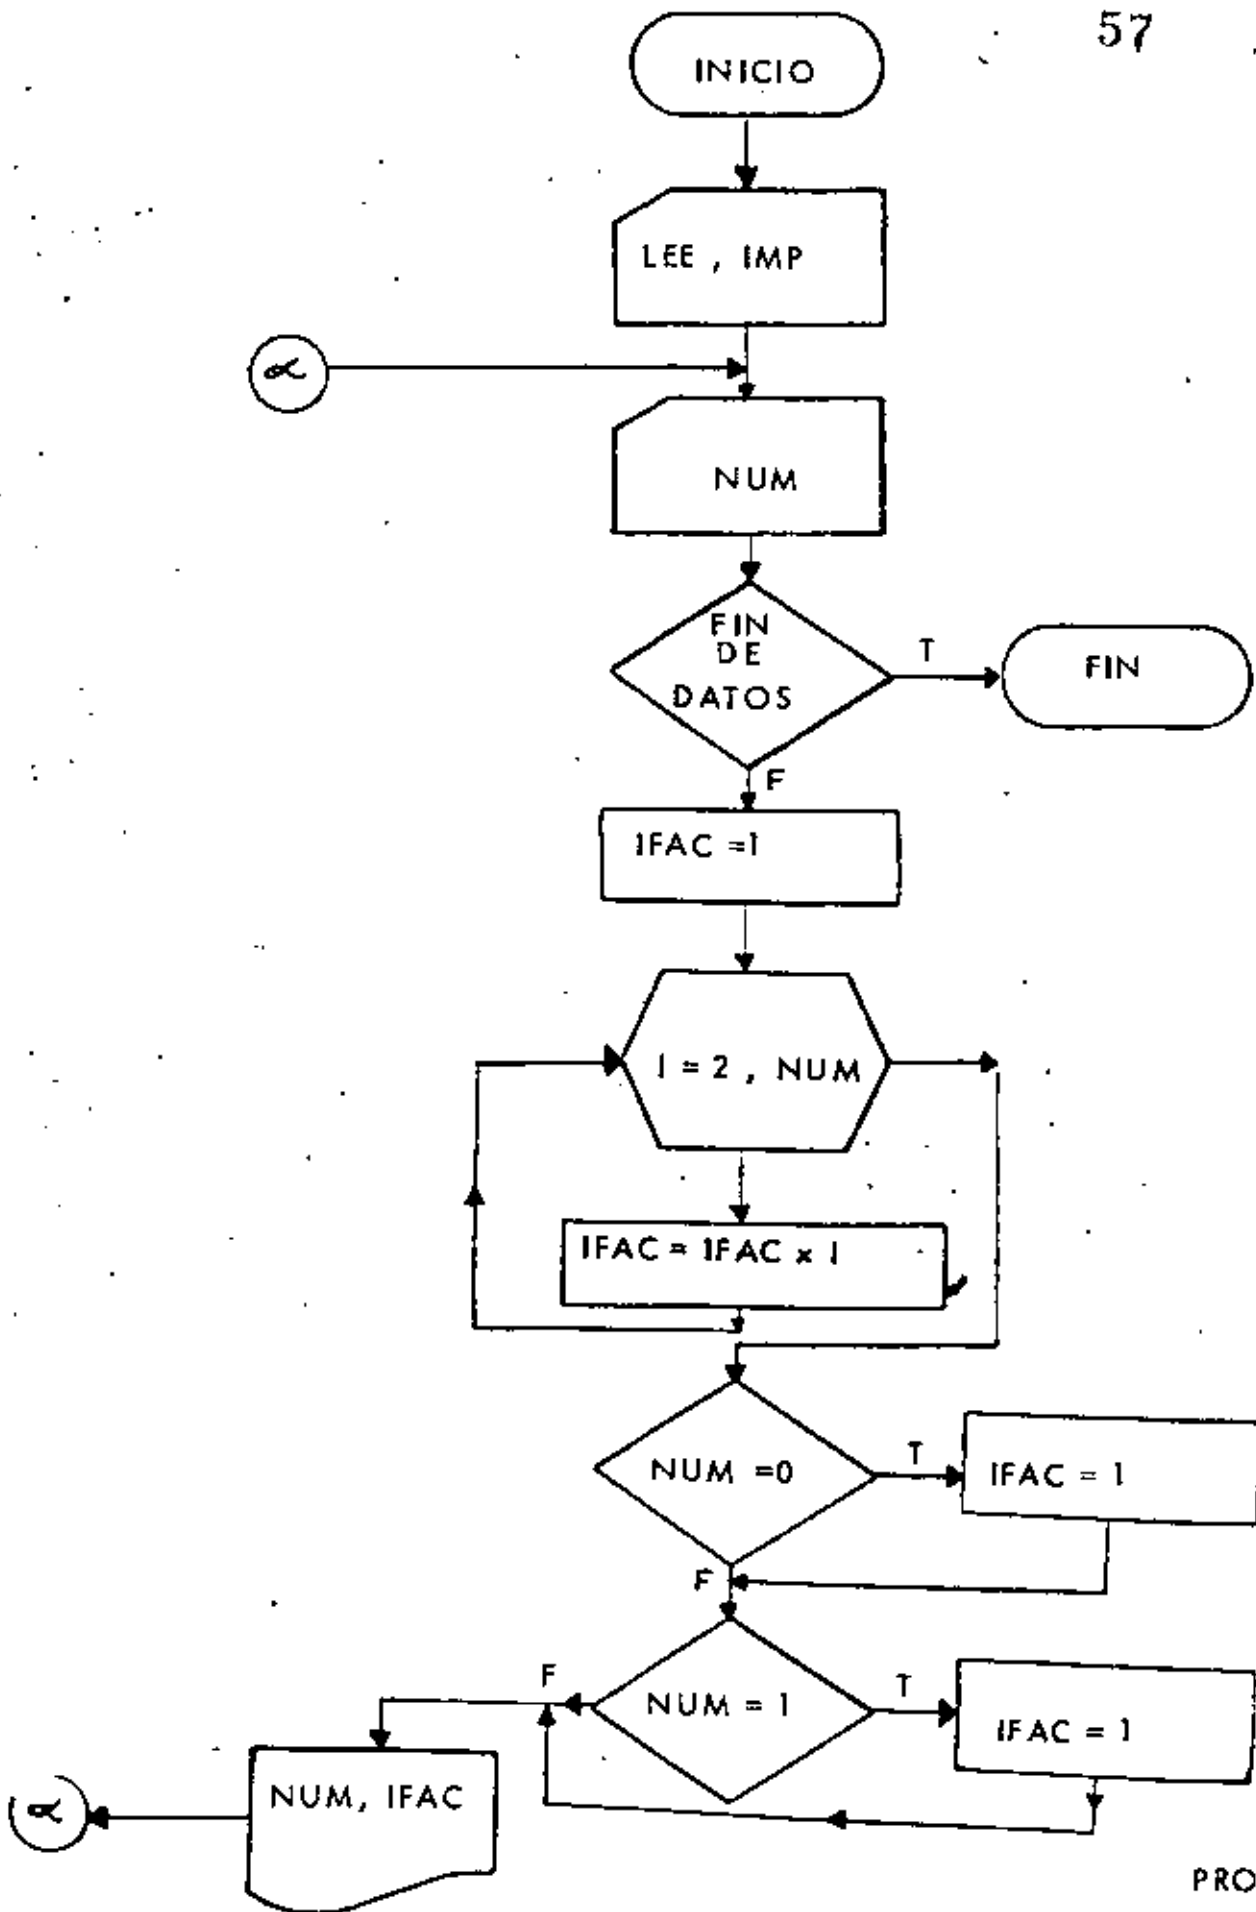 57
INICIO
LEE , IMP
α
NUM
FIN
DE
DATOS
T
FIN
F
IFAC =1
I = 2 , NUM
IFAC = IFAC x I
NUM =0
T
IFAC = 1
F
NUM = 1
T
F
IFAC = 1
NUM, IFAC
α
PRO